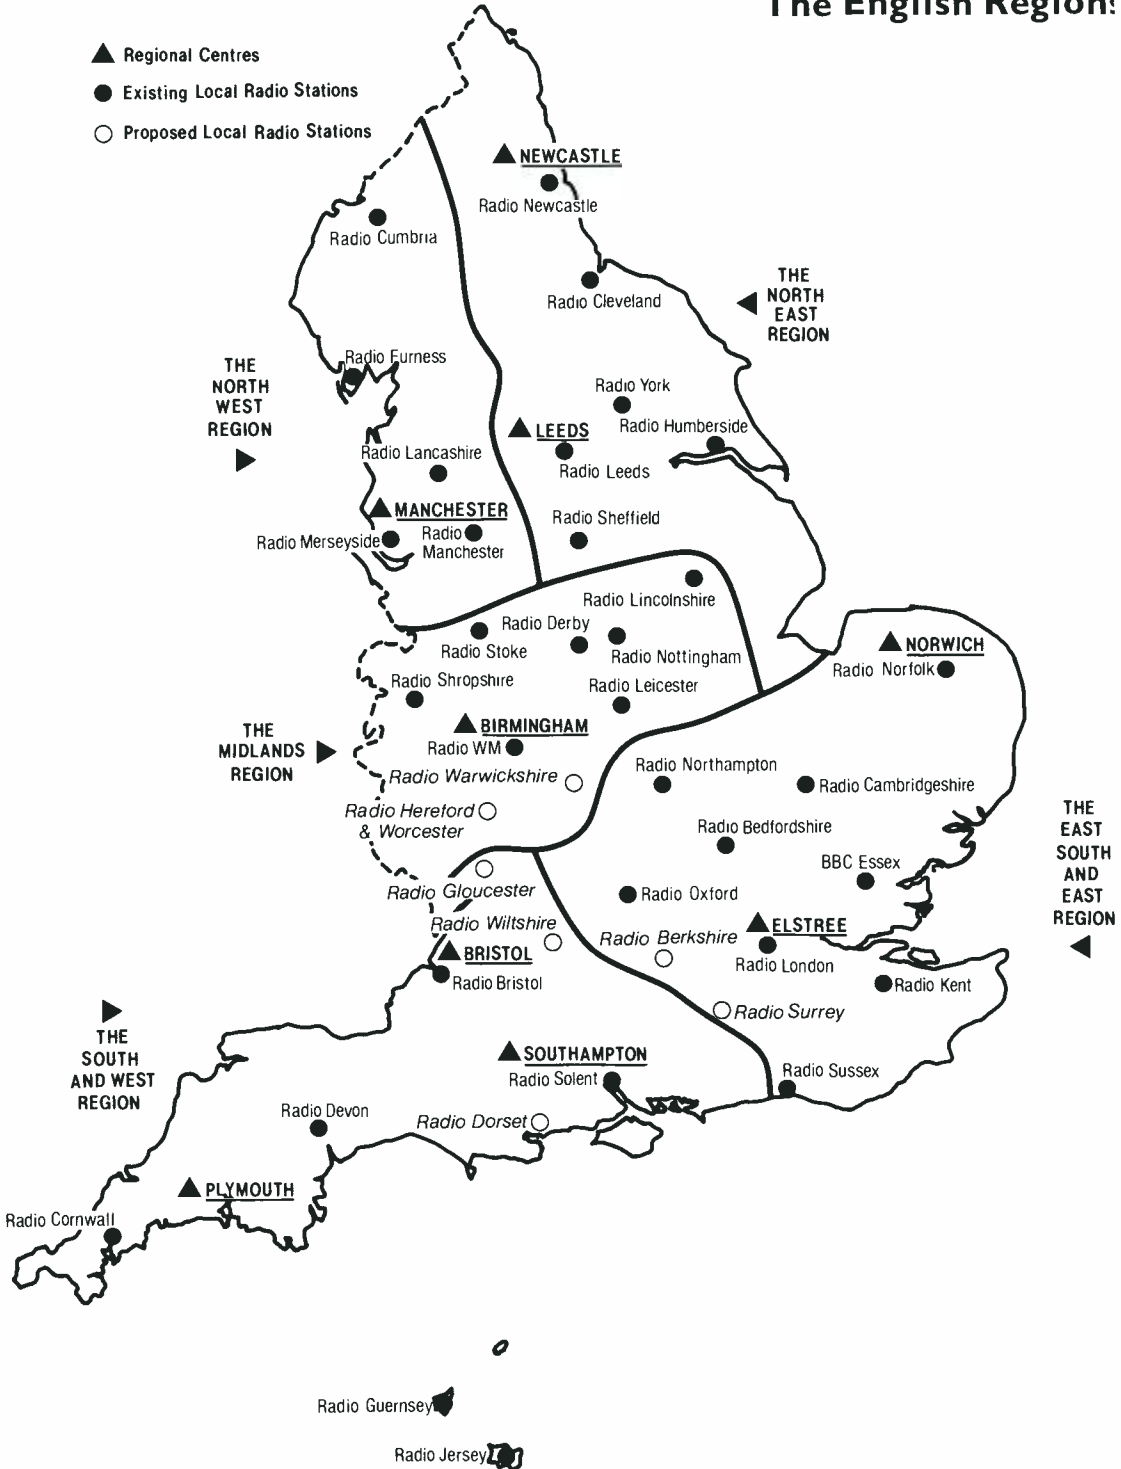 The English Regions
Regional Centres
Existing Local Radio Stations
Proposed Local Radio Stations
NEWCASTLE
Radio Newcastle
Radio Cumbria
Radio Cleveland
THE
NORTH
EAST
REGION
Radio Furness
THE
NORTH
WEST
REGION
Radio York
Radio Humberside
LEEDS
Radio Leeds
Radio Lancashire
MANCHESTER
Radio
Manchester
Radio Merseyside
Radio Sheffield
Radio Lincolnshire
Radio Derby
Radio Stoke
Radio Nottingham
NORWICH
Radio Norfolk
Radio Shropshire
Radio Leicester
BIRMINGHAM
Radio WM
THE
MIDLANDS
REGION
Radio Warwickshire
Radio Hereford
& Worcester
Radio Northampton
Radio Cambridgeshire
Radio Bedfordshire
BBC Essex
THE
EAST
SOUTH
AND
EAST
REGION
Radio Gloucester
Radio Oxford
Radio Wiltshire
Radio Berkshire
ELSTREE
Radio London
BRISTOL
Radio Bristol
Radio Kent
Radio Surrey
THE
SOUTH
AND WEST
REGION
SOUTHAMPTON
Radio Solent
Radio Sussex
Radio Devon
Radio Dorset
PLYMOUTH
Radio Cornwall
Radio Guernsey
Radio Jersey